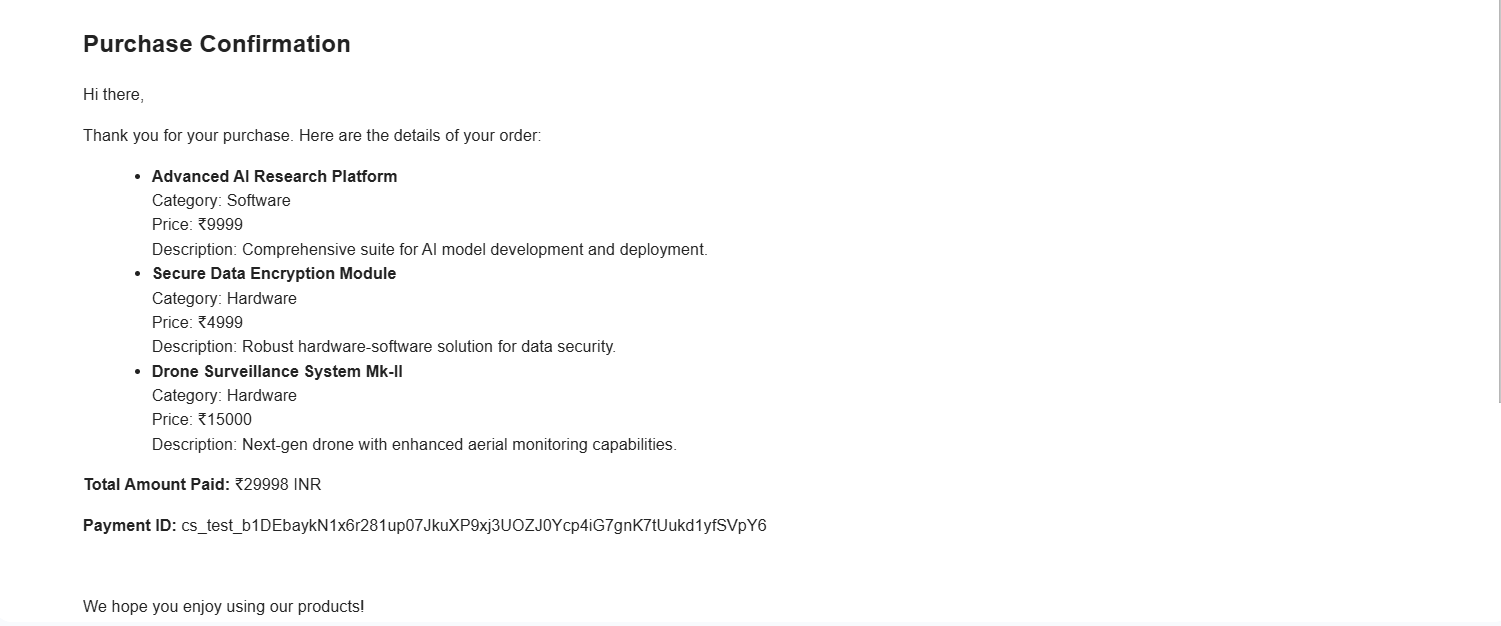 Purchase Confirmation
Hi there,
Thank you for your purchase. Here are the details of your order:
• Advanced AI Research Platform
Category: Software
Price: ₹9999
Description: Comprehensive suite for AI model development and deployment.
• Secure Data Encryption Module
Category: Hardware
Price: ₹4999
Description: Robust hardware-software solution for data security.
• Drone Surveillance System Mk-II
Category: Hardware
Price: ₹15000
Description: Next-gen drone with enhanced aerial monitoring capabilities.
Total Amount Paid: ₹29998 INR
Payment ID: cs_test_b1DEbaykN1x6r281up07JkuXP9xj3UOZJ0Ycp4iG7gnK7tUukd1yfSVpY6
We hope you enjoy using our products!